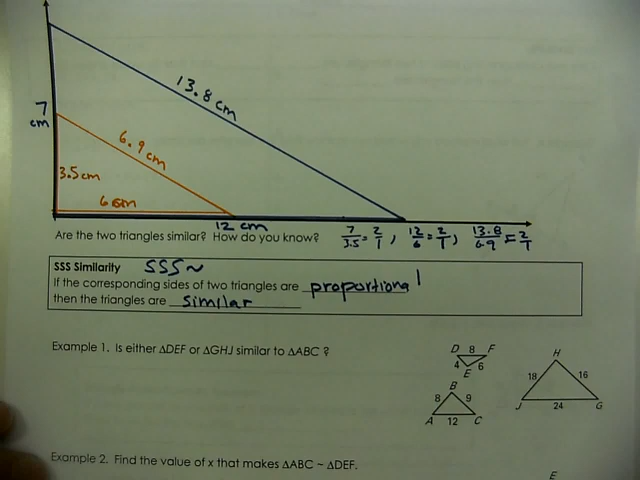 13.8 cm
7
cm
6.9 cm
3.5cm
6 cm
12 cm
Are the two triangles similar? How do you know? 7/3.5 = 2/1, 12/6 = 2/1, 13.8/6.9 = 2/1
SSS Similarity SSS~
If the corresponding sides of two triangles are proportional
then the triangles are similar
Example 1. Is either ΔDEF or ΔGHJ similar to ΔABC ?
D 8 F
4 6
E
B
8 9
A 12 C
H
18 16
J 24 G
Example 2. Find the value of x that makes ΔABC ~ ΔDEF.
E